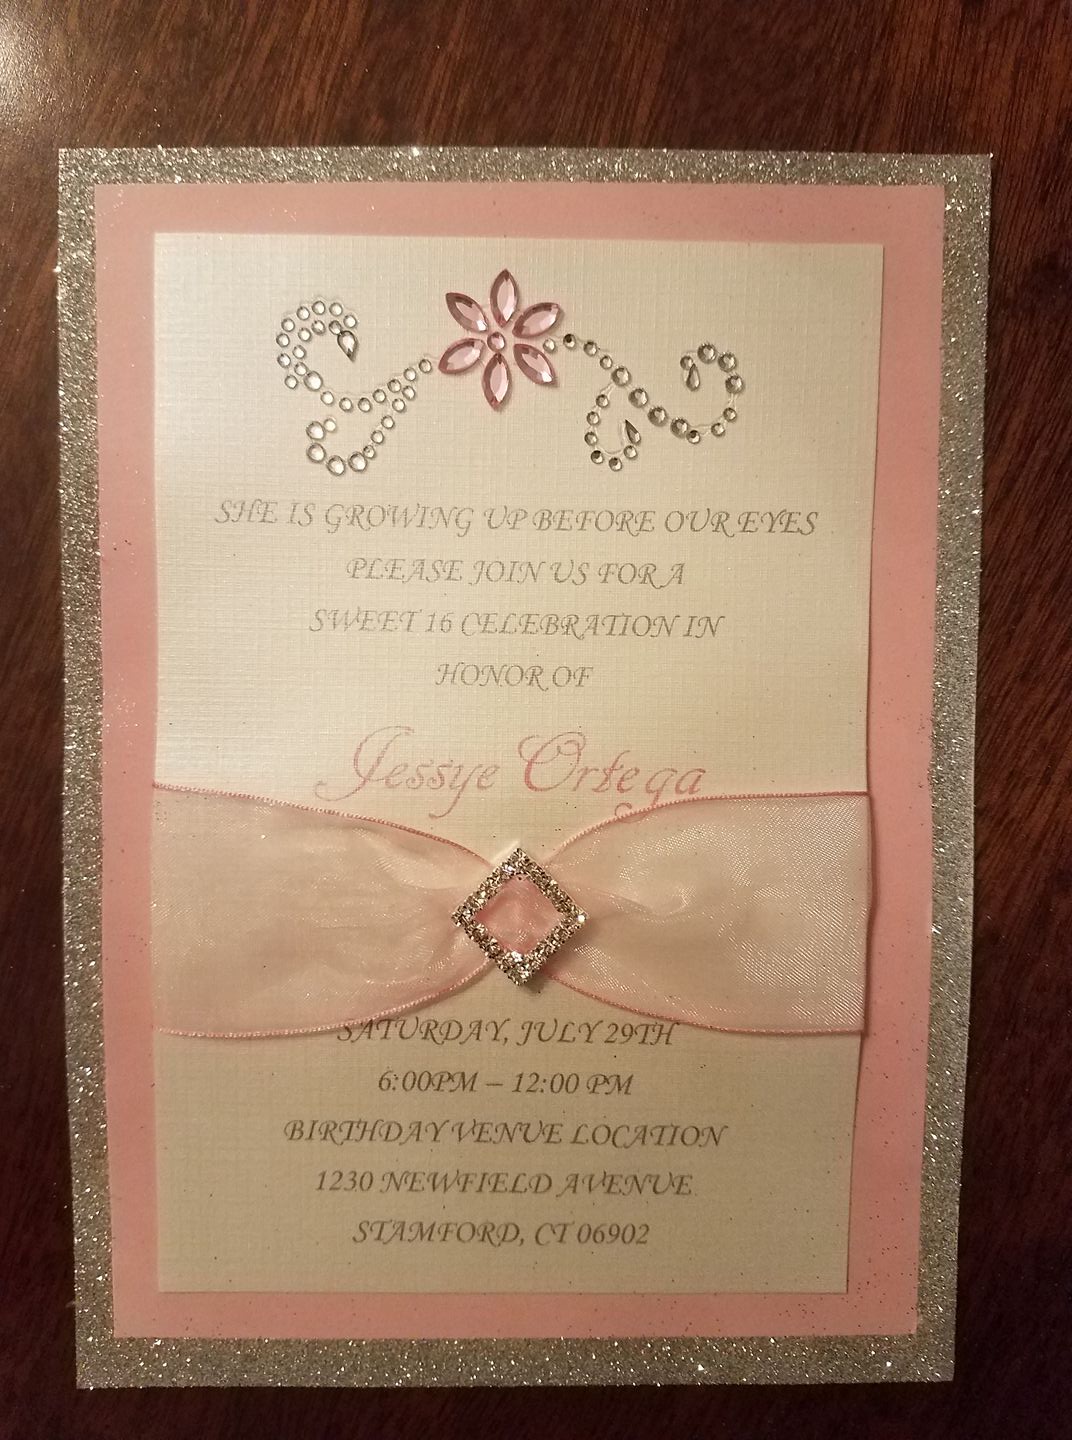 SHE IS GROWING UP BEFORE OUR EYES
PLEASE JOIN US FOR A
SWEET 16 CELEBRATION IN
HONOR OF
Jessye Ortega
SATURDAY, JULY 29TH
6:00PM – 12:00 PM
BIRTHDAY VENUE LOCATION
1230 NEWFIELD AVENUE
STAMFORD, CT 06902